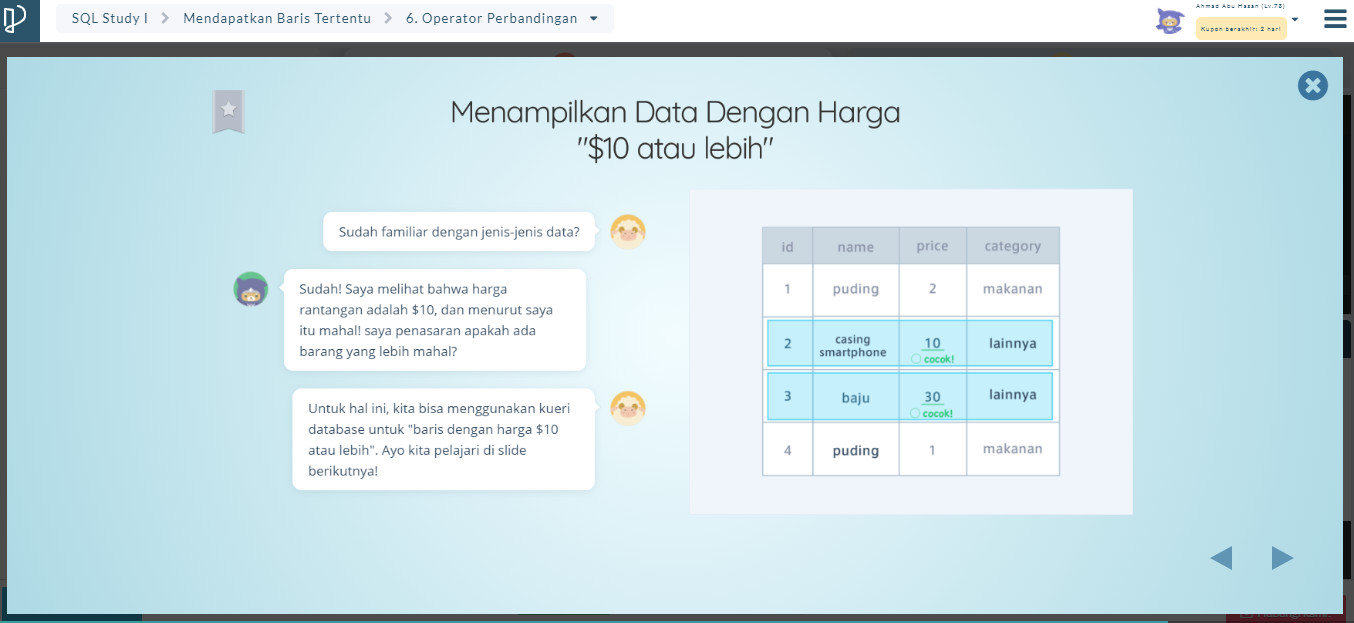 SQL Study I
Mendapatkan Baris Tertentu
6. Operator Perbandingan
Ahmad Abu Hasan (Lv.78)
Kupon berakhir: 2 hari
Menampilkan Data Dengan Harga
"$10 atau lebih"
Sudah familiar dengan jenis-jenis data?
Sudah! Saya melihat bahwa harga
rantangan adalah $10, dan menurut saya
itu mahal! saya penasaran apakah ada
barang yang lebih mahal?
Untuk hal ini, kita bisa menggunakan kueri
database untuk "baris dengan harga $10
atau lebih". Ayo kita pelajari di slide
berikutnya!
id name price category
1 puding 2 makanan
2 casing smartphone 10 cocok! lainnya
3 baju 30 cocok! lainnya
4 puding 1 makanan